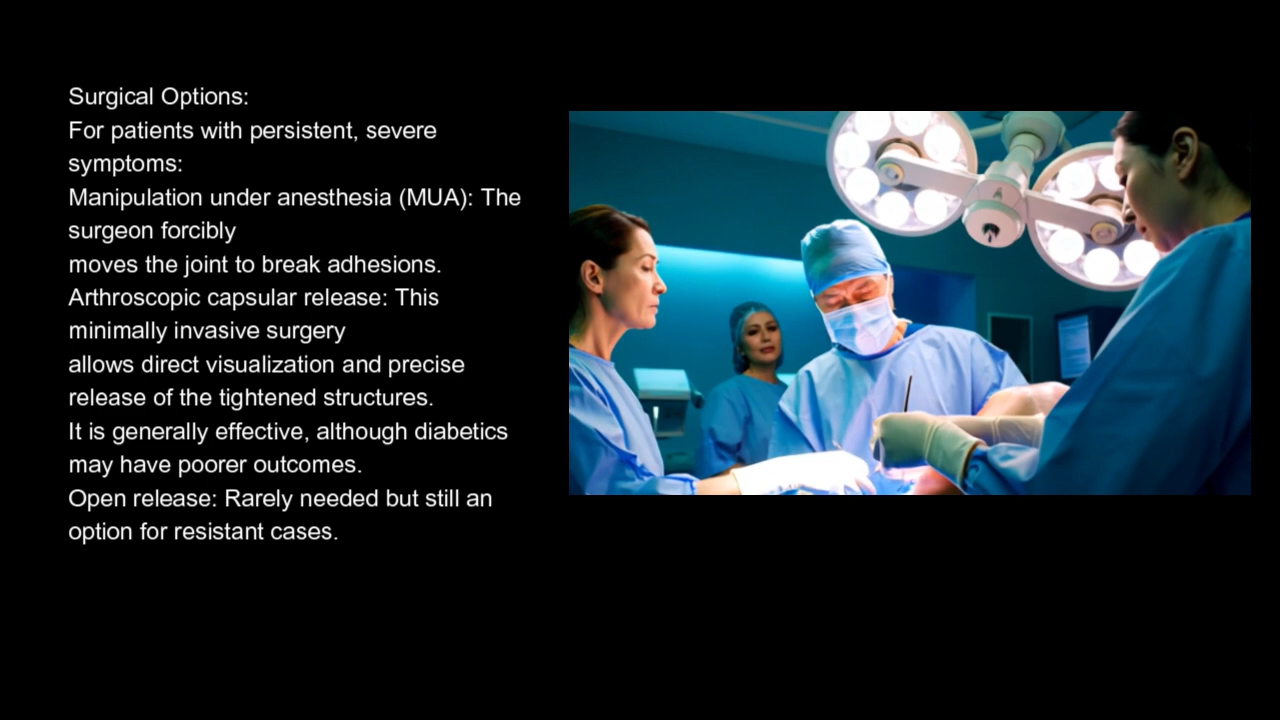 Surgical Options:
For patients with persistent, severe
symptoms:
Manipulation under anesthesia (MUA): The
surgeon forcibly
moves the joint to break adhesions.
Arthroscopic capsular release: This
minimally invasive surgery
allows direct visualization and precise
release of the tightened structures.
It is generally effective, although diabetics
may have poorer outcomes.
Open release: Rarely needed but still an
option for resistant cases.